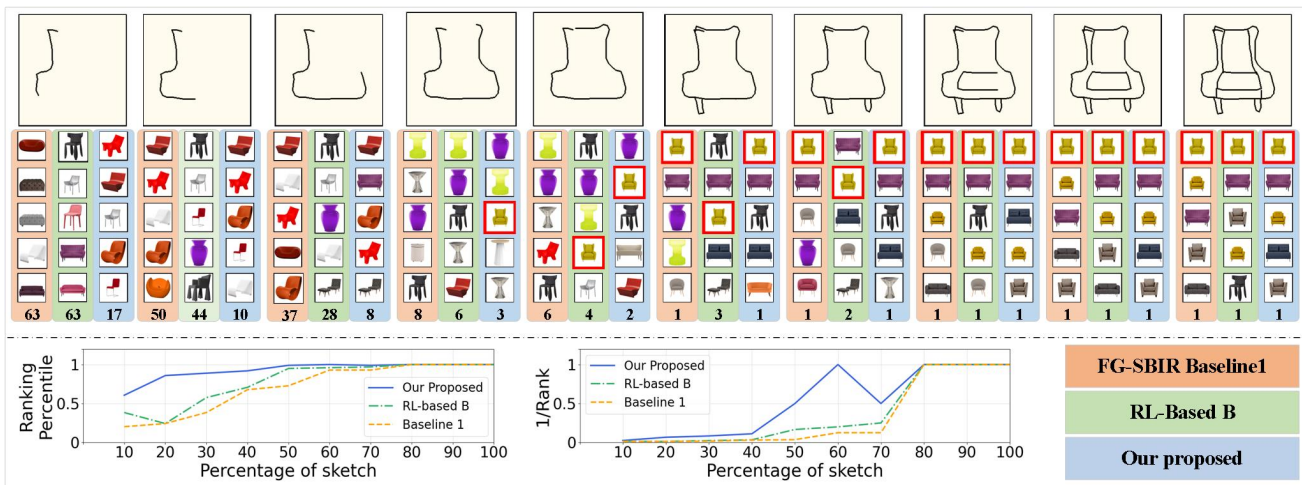 63 63 17 50 44 10 37 28 8 8 6 3 6 4 2 1 3 1 1 2 1 1 1 1 1 1 1 1 1 1
1
0.5
0
Ranking
Percentile
Our Proposed
RL-based B
Baseline 1
10 20 30 40 50 60 70 80 90 100
Percentage of sketch
1
0.5
0
1/Rank
Our Proposed
RL-based B
Baseline 1
10 20 30 40 50 60 70 80 90 100
Percentage of sketch
FG-SBIR Baseline1
RL-Based B
Our proposed